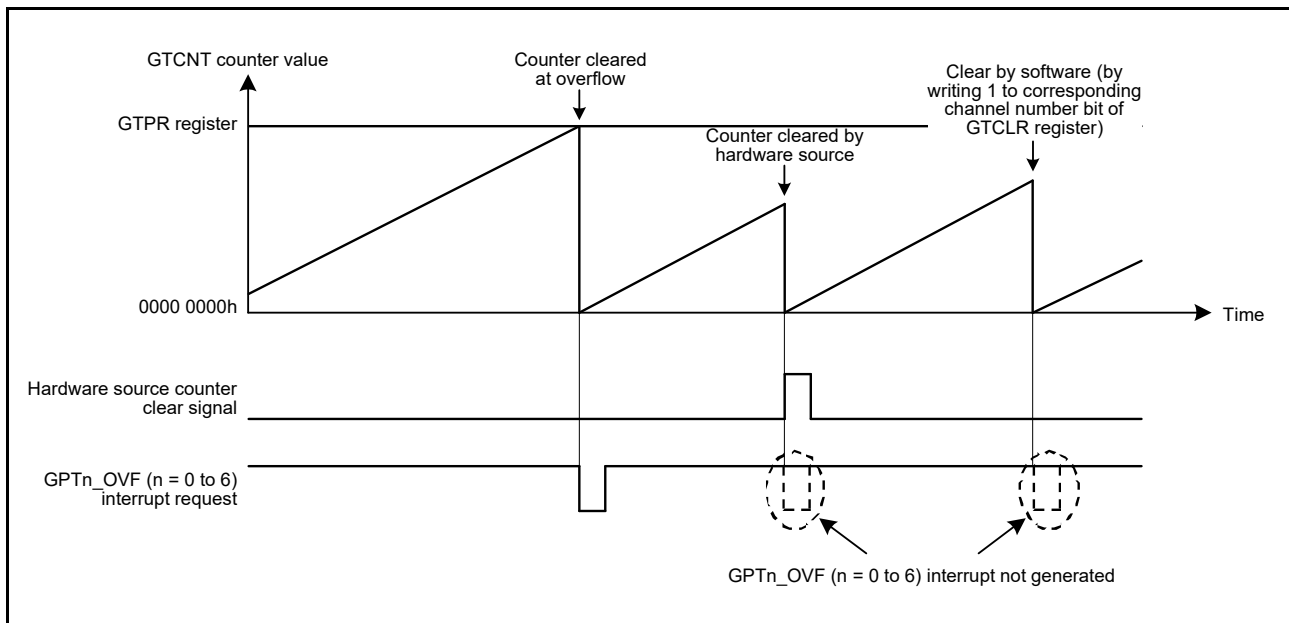 GTCNT counter value
Counter cleared
at overflow
Clear by software (by
writing 1 to corresponding
channel number bit of
GTCLR register)
GTPR register
Counter cleared by
hardware source
0000 0000h
Time
Hardware source counter
clear signal
GPTn_OVF (n = 0 to 6)
interrupt request
GPTn_OVF (n = 0 to 6) interrupt not generated